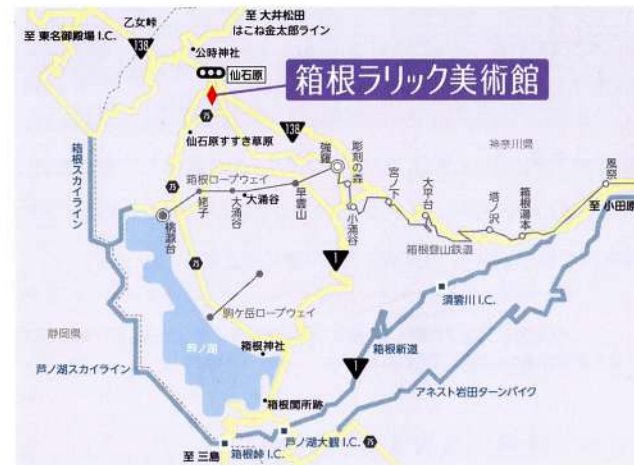 至 大井松田
はこね金太郎ライン
乙女峠
至 東名御殿場 I.C.
138
公時神社
仙石原
箱根ラリック美術館
75
仙石原すすき草原
138
神奈川県
箱根スカイライン
箱根ロープウェイ
強羅
彫刻の森
宮ノ下
大平台
塔ノ沢
箱根湯本
風祭
至 小田原
75
姥子
大涌谷
大涌谷
早雲山
小涌谷
箱根登山鉄道
桃源台
75
1
須雲川 I.C.
駒ケ岳ロープウェイ
静岡県
芦ノ湖
箱根神社
箱根新道
1
芦ノ湖スカイライン
アネスト岩田ターンパイク
箱根関所跡
至 三島
箱根峠 I.C.
芦ノ湖大観 I.C.
75